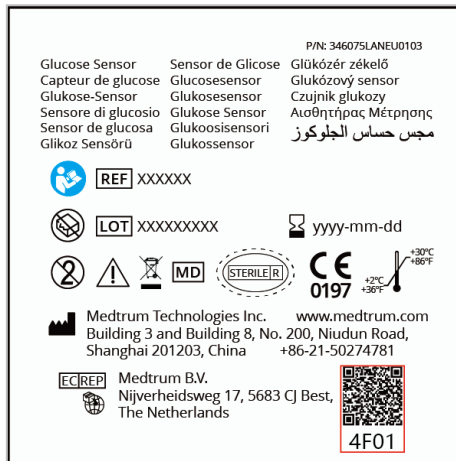 P/N: 346075LANEU0103
Glucose Sensor Sensor de Glicose Glükózér zékelő
Capteur de glucose Glucosesensor Glukózový sensor
Glukose-Sensor Glukosesensor Czujnik glukozy
Sensore di glucosio Glukose Sensor Αισθητήρας Μέτρησης
Sensor de glucosa Glukoosisensori مجس حساس الجلوكوز
Glikoz Sensörü Glukossensor
REF XXXXXX
LOT XXXXXXXXX yyyy-mm-dd
2 MD STERILE R CE 0197 +2°C +36°F +30°C +86°F
Medtrum Technologies Inc. www.medtrum.com
Building 3 and Building 8, No. 200, Niudun Road,
Shanghai 201203, China +86-21-50274781
EC REP Medtrum B.V.
Nijverheidsweg 17, 5683 CJ Best,
The Netherlands
4F01